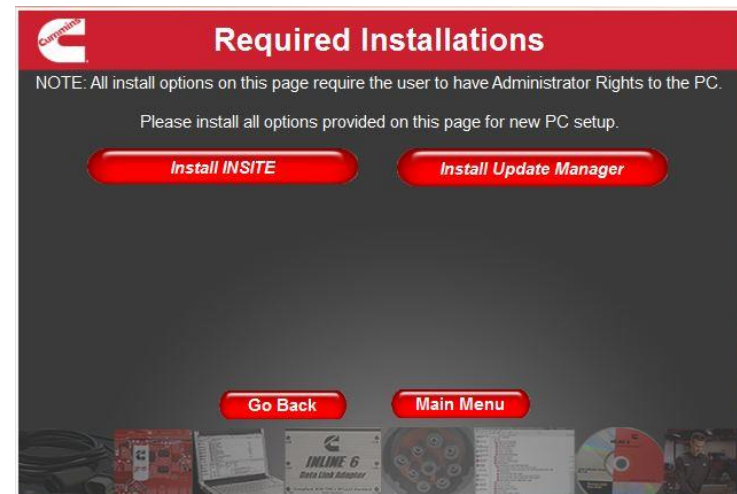 Cummins
Required Installations
NOTE: All install options on this page require the user to have Administrator Rights to the PC.
Please install all options provided on this page for new PC setup.
Install INSITE
Install Update Manager
Go Back
Main Menu
INLINE 6
Data Link Adapter